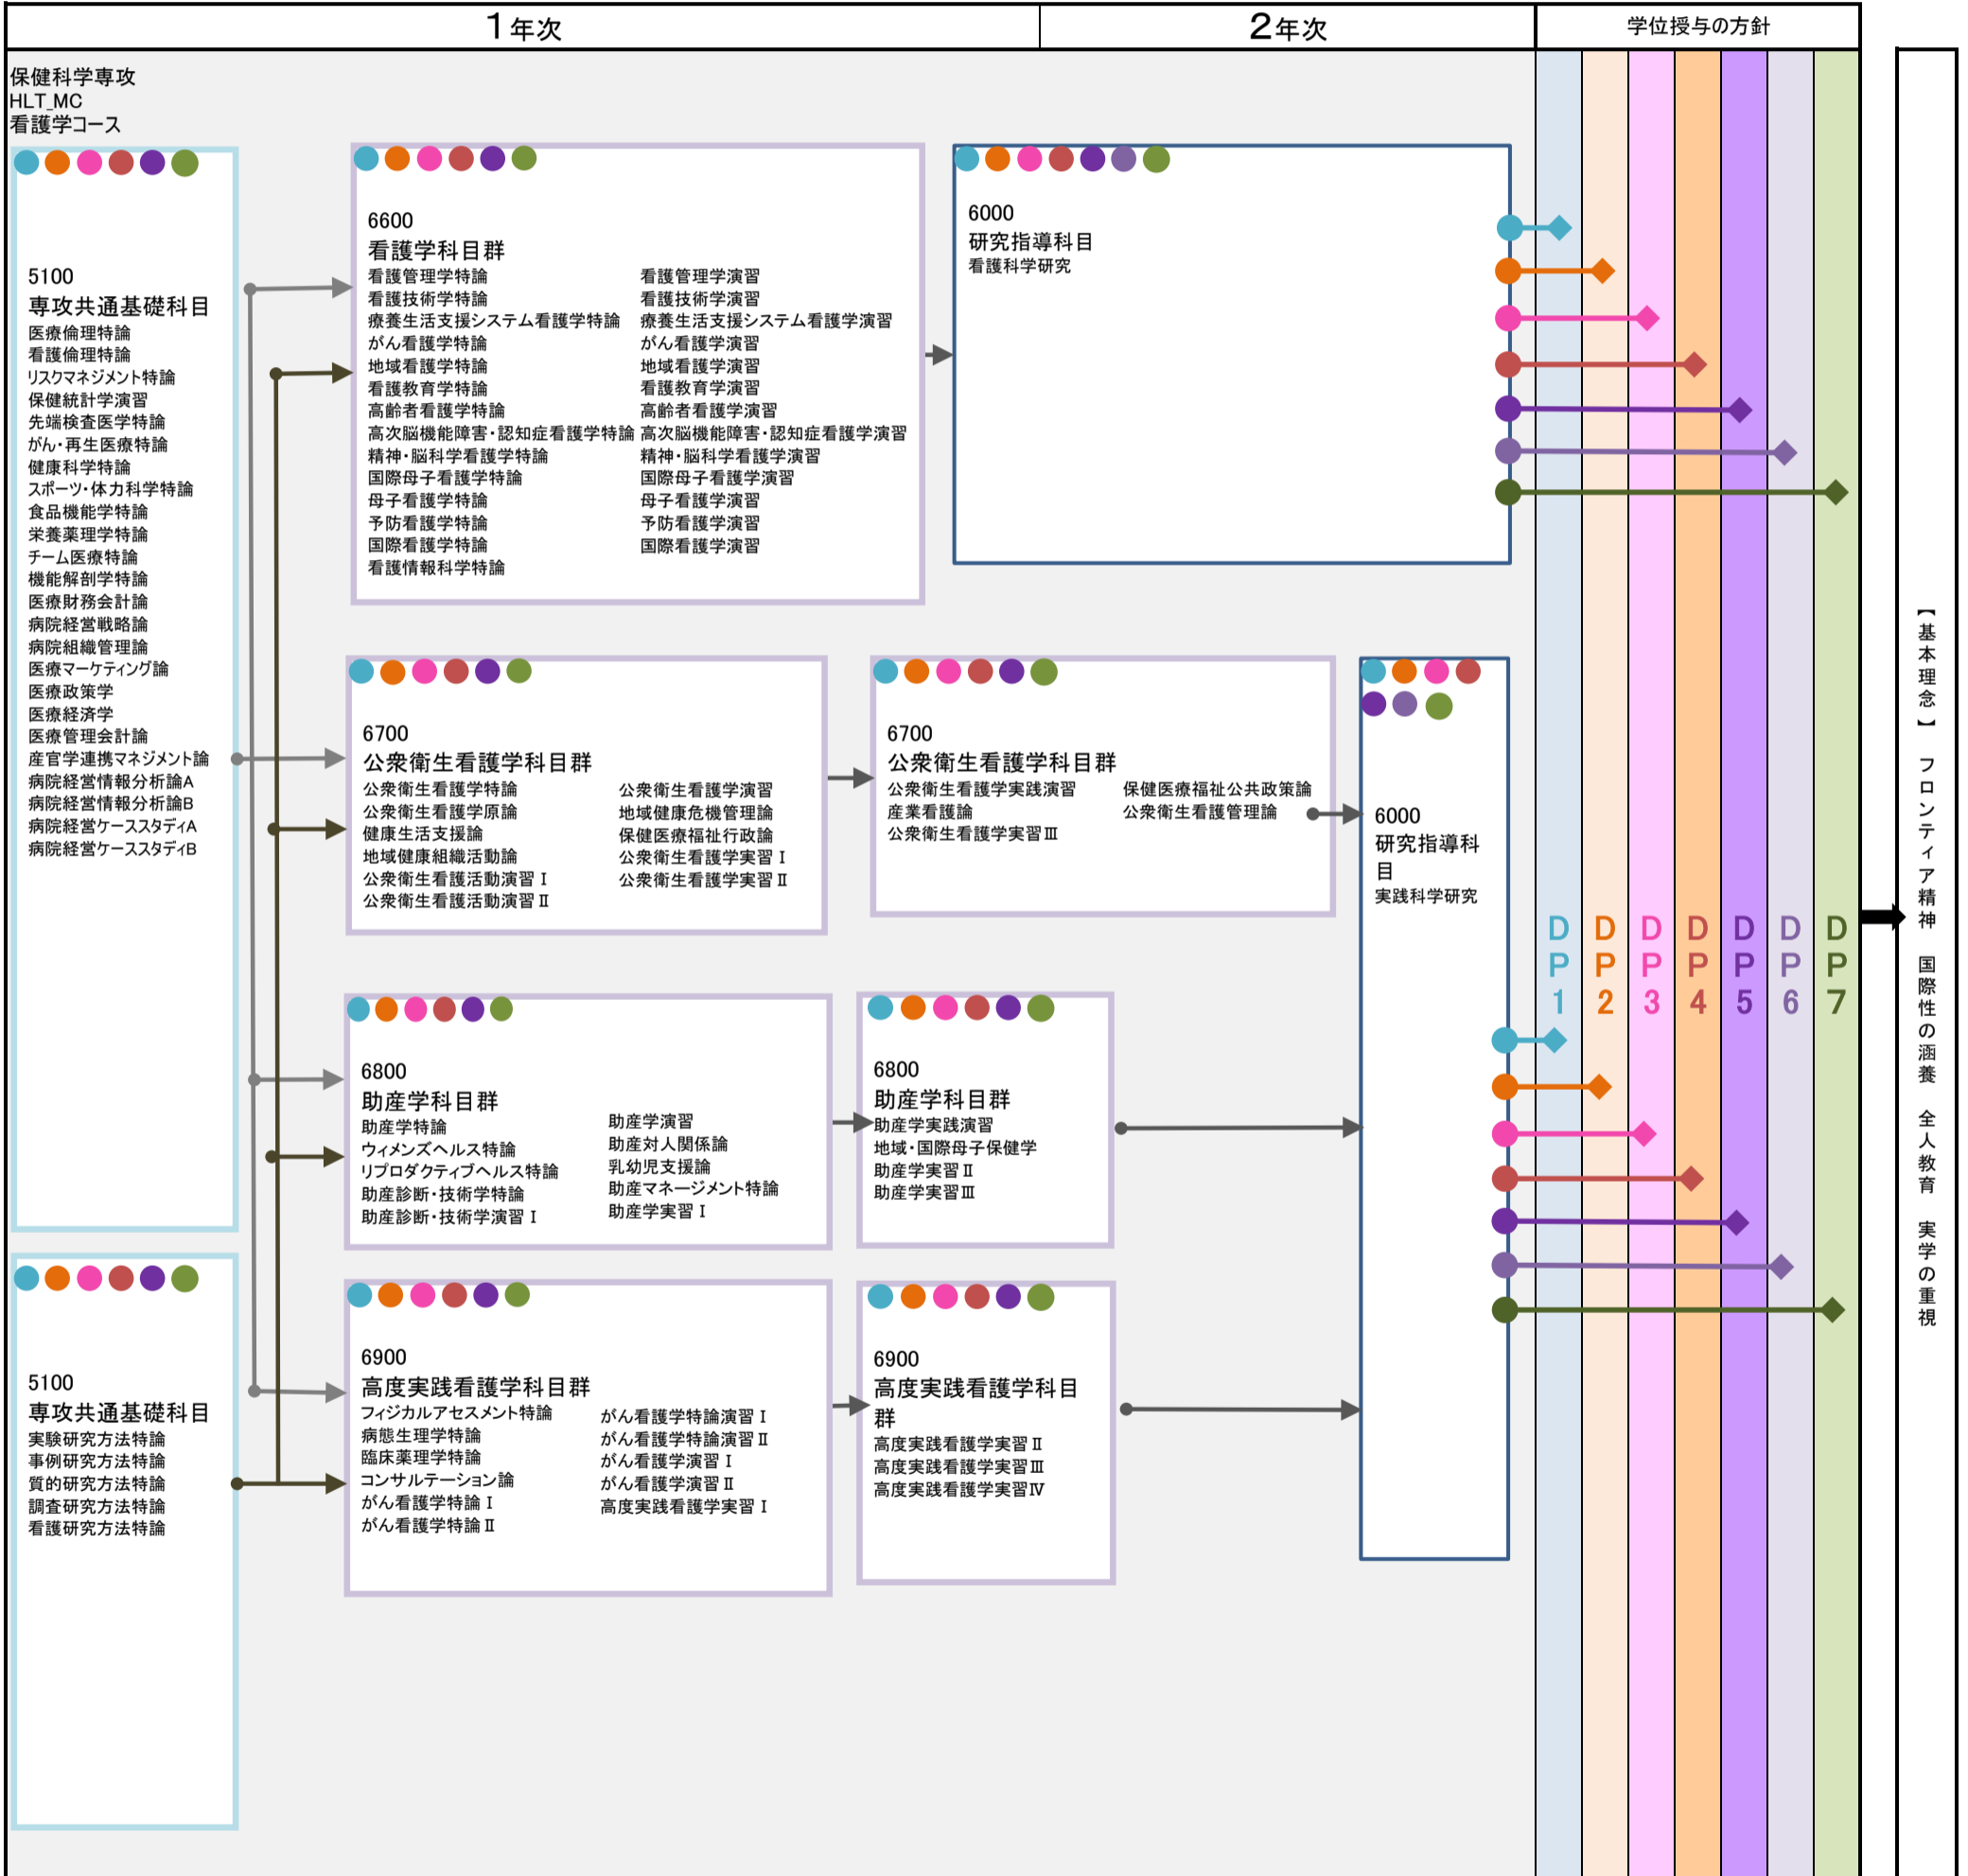 1年次
2年次
学位授与の方針
保健科学専攻
HLT_MC
看護学コース
5100
専攻共通基礎科目
医療倫理特論
看護倫理特論
リスクマネジメント特論
保健統計学演習
先端検査医学特論
がん・再生医療特論
健康科学特論
スポーツ・体力科学特論
食品機能学特論
栄養薬理学特論
チーム医療特論
機能解剖学特論
医療財務会計論
病院経営戦略論
病院組織管理論
医療マーケティング論
医療政策学
医療経済学
医療管理会計論
産官学連携マネジメント論
病院経営情報分析論A
病院経営情報分析論B
病院経営ケーススタディA
病院経営ケーススタディB
5100
専攻共通基礎科目
実験研究方法特論
事例研究方法特論
質的研究方法特論
調査研究方法特論
看護研究方法特論
6600
看護学科目群
看護管理学特論
看護技術学特論
療養生活支援システム看護学特論
がん看護学特論
地域看護学特論
看護教育学特論
高齢者看護学特論
高次脳機能障害・認知症看護学特論
精神・脳科学看護学特論
国際母子看護学特論
母子看護学特論
予防看護学特論
国際看護学特論
看護情報科学特論
看護管理学演習
看護技術学演習
療養生活支援システム看護学演習
がん看護学演習
地域看護学演習
看護教育学演習
高齢者看護学演習
高次脳機能障害・認知症看護学演習
精神・脳科学看護学演習
国際母子看護学演習
母子看護学演習
予防看護学演習
国際看護学演習
6000
研究指導科目
看護科学研究
6700
公衆衛生看護学科目群
公衆衛生看護学特論
公衆衛生看護学原論
健康生活支援論
地域健康組織活動論
公衆衛生看護活動演習Ⅰ
公衆衛生看護活動演習Ⅱ
公衆衛生看護学演習
地域健康危機管理論
保健医療福祉行政論
公衆衛生看護学実習Ⅰ
公衆衛生看護学実習Ⅱ
6700
公衆衛生看護学科目群
公衆衛生看護学実践演習
産業看護論
公衆衛生看護学実習Ⅲ
保健医療福祉公共政策論
公衆衛生看護管理論
6000
研究指導科
目
実践科学研究
6800
助産学科目群
助産学特論
ウィメンズヘルス特論
リプロダクティブヘルス特論
助産診断・技術学特論
助産診断・技術学演習Ⅰ
助産学演習
助産対人関係論
乳幼児支援論
助産マネージメント特論
助産学実習Ⅰ
6800
助産学科目群
助産学実践演習
地域・国際母子保健学
助産学実習Ⅱ
助産学実習Ⅲ
6900
高度実践看護学科目群
フィジカルアセスメント特論
病態生理学特論
臨床薬理学特論
コンサルテーション論
がん看護学特論Ⅰ
がん看護学特論Ⅱ
がん看護学特論演習Ⅰ
がん看護学特論演習Ⅱ
がん看護学演習Ⅰ
がん看護学演習Ⅱ
高度実践看護学実習Ⅰ
6900
高度実践看護学科目
群
高度実践看護学実習Ⅱ
高度実践看護学実習Ⅲ
高度実践看護学実習Ⅳ
DP1
DP2
DP3
DP4
DP5
DP6
DP7
【基本理念】 フロンティア精神 国際性の涵養 全人教育 実学の重視